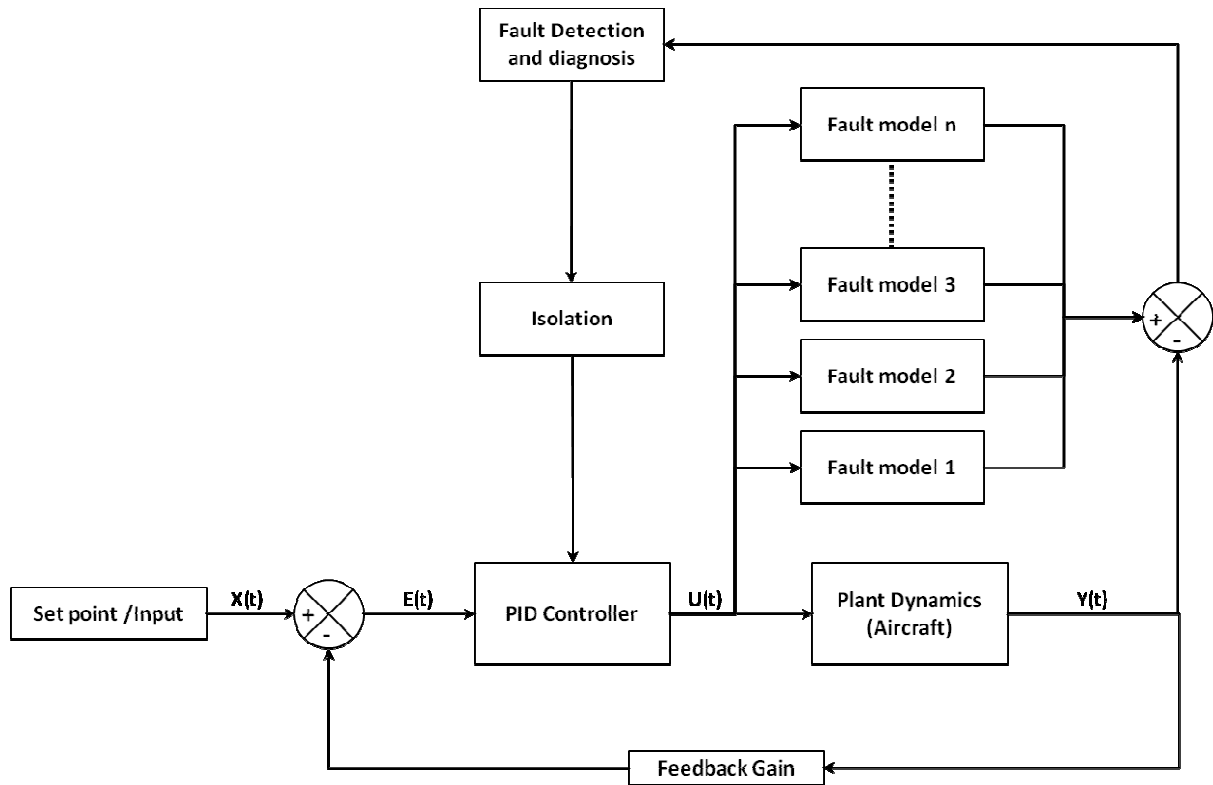 Fault Detection
and diagnosis
Fault model n
Fault model 3
Isolation
+
-
Fault model 2
Fault model 1
Set point /Input
X(t)
+
-
E(t)
PID Controller
U(t)
Plant Dynamics
(Aircraft)
Y(t)
Feedback Gain